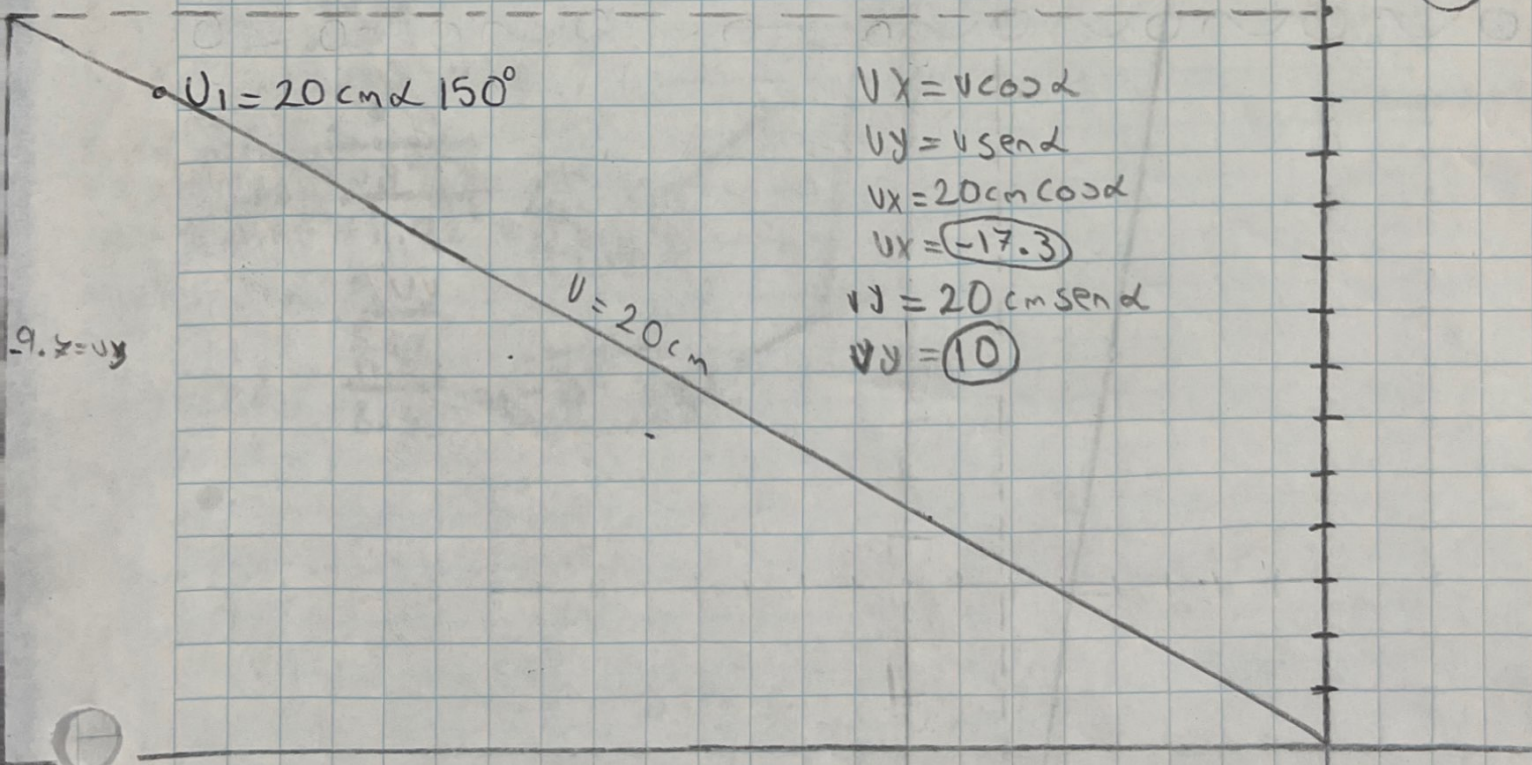 V1 = 20 cm α 150°
Vx = v cos α
Vy = v sen α
Vx = 20 cm cos α
Vx = -17.3
Vy = 20 cm sen α
Vy = 10
V = 20 cm